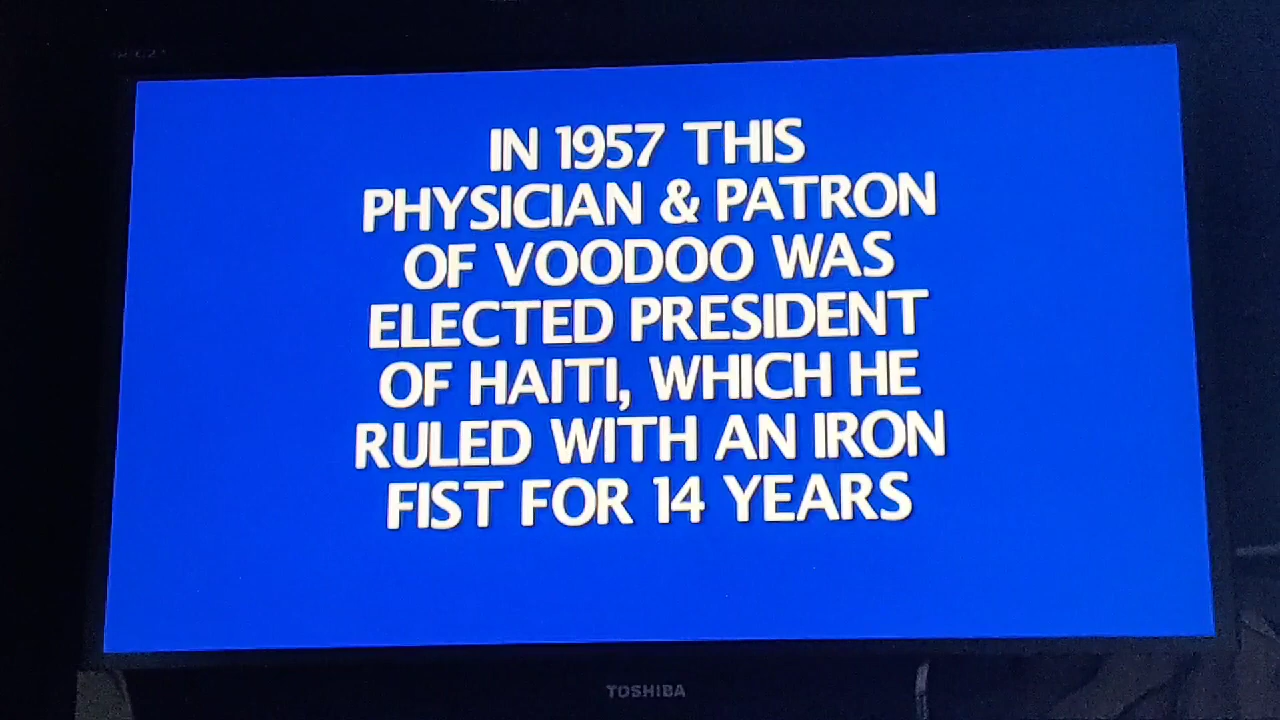 IN 1957 THIS
PHYSICIAN & PATRON
OF VOODOO WAS
ELECTED PRESIDENT
OF HAITI, WHICH HE
RULED WITH AN IRON
FIST FOR 14 YEARS
TOSHIBA